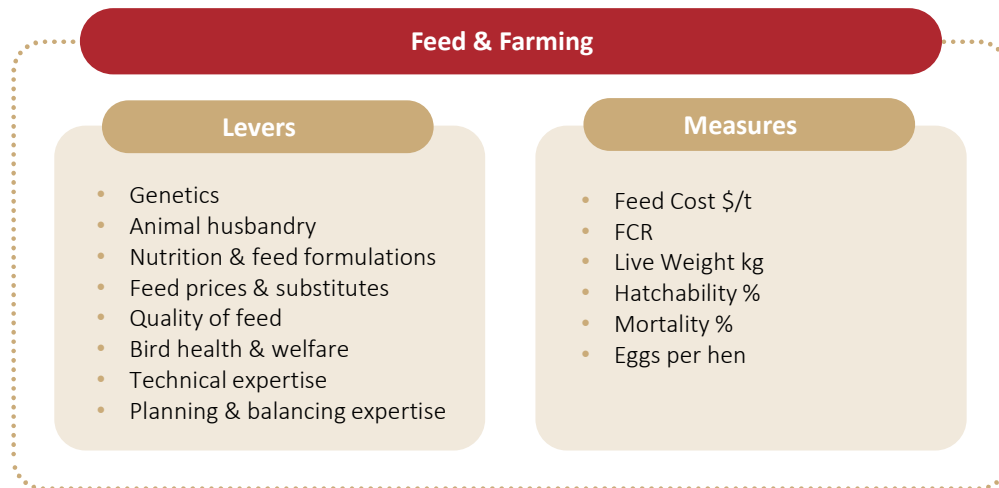 Feed & Farming
Levers
Genetics
Animal husbandry
Nutrition & feed formulations
Feed prices & substitutes
Quality of feed
Bird health & welfare
Technical expertise
Planning & balancing expertise
Measures
Feed Cost $/t
FCR
Live Weight kg
Hatchability %
Mortality %
Eggs per hen